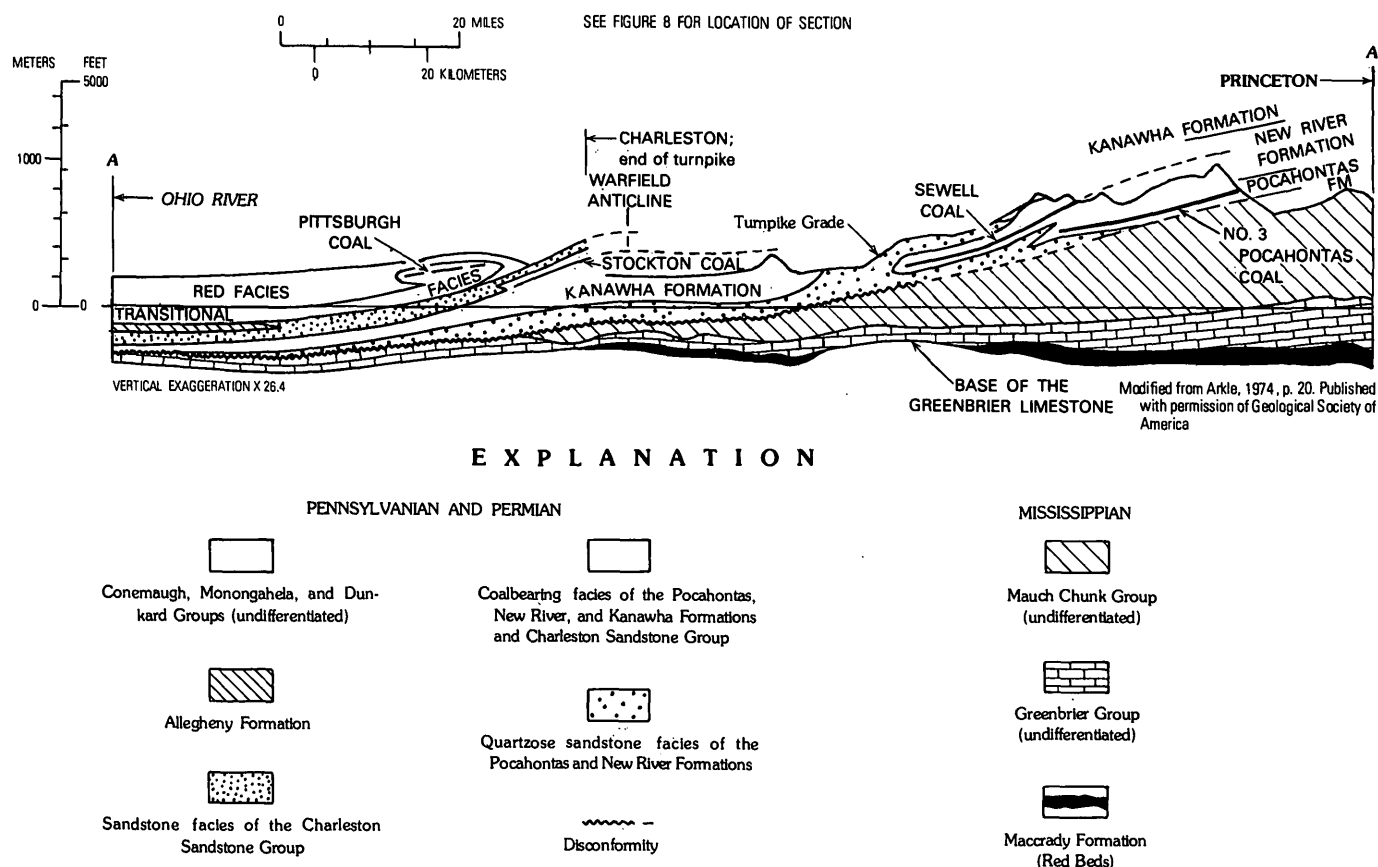 0 20 MILES
SEE FIGURE 8 FOR LOCATION OF SECTION
0 20 KILOMETERS
METERS FEET
5000
1000
0 0
A
PRINCETON
KANAWHA FORMATION
NEW RIVER
FORMATION
POCAHONTAS
FM
CHARLESTON;
end of turnpike
WARFIELD
ANTICLINE
A
OHIO RIVER
PITTSBURGH
COAL
SEWELL
COAL
Turnpike Grade
NO. 3
POCAHONTAS
COAL
STOCKTON COAL
FACIES
RED FACIES
KANAWHA FORMATION
TRANSITIONAL
VERTICAL EXAGGERATION X 26.4
BASE OF THE
GREENBRIER LIMESTONE
Modified from Arkle, 1974, p. 20. Published
with permission of Geological Society of
America
EXPLANATION
PENNSYLVANIAN AND PERMIAN
Conemaugh, Monongahela, and Dun-
kard Groups (undifferentiated)
Allegheny Formation
Sandstone facies of the Charleston
Sandstone Group
Coalbearing facies of the Pocahontas,
New River, and Kanawha Formations
and Charleston Sandstone Group
Quartzose sandstone facies of the
Pocahontas and New River Formations
Disconformity
MISSISSIPPIAN
Mauch Chunk Group
(undifferentiated)
Greenbrier Group
(undifferentiated)
Maccrady Formation
(Red Beds)